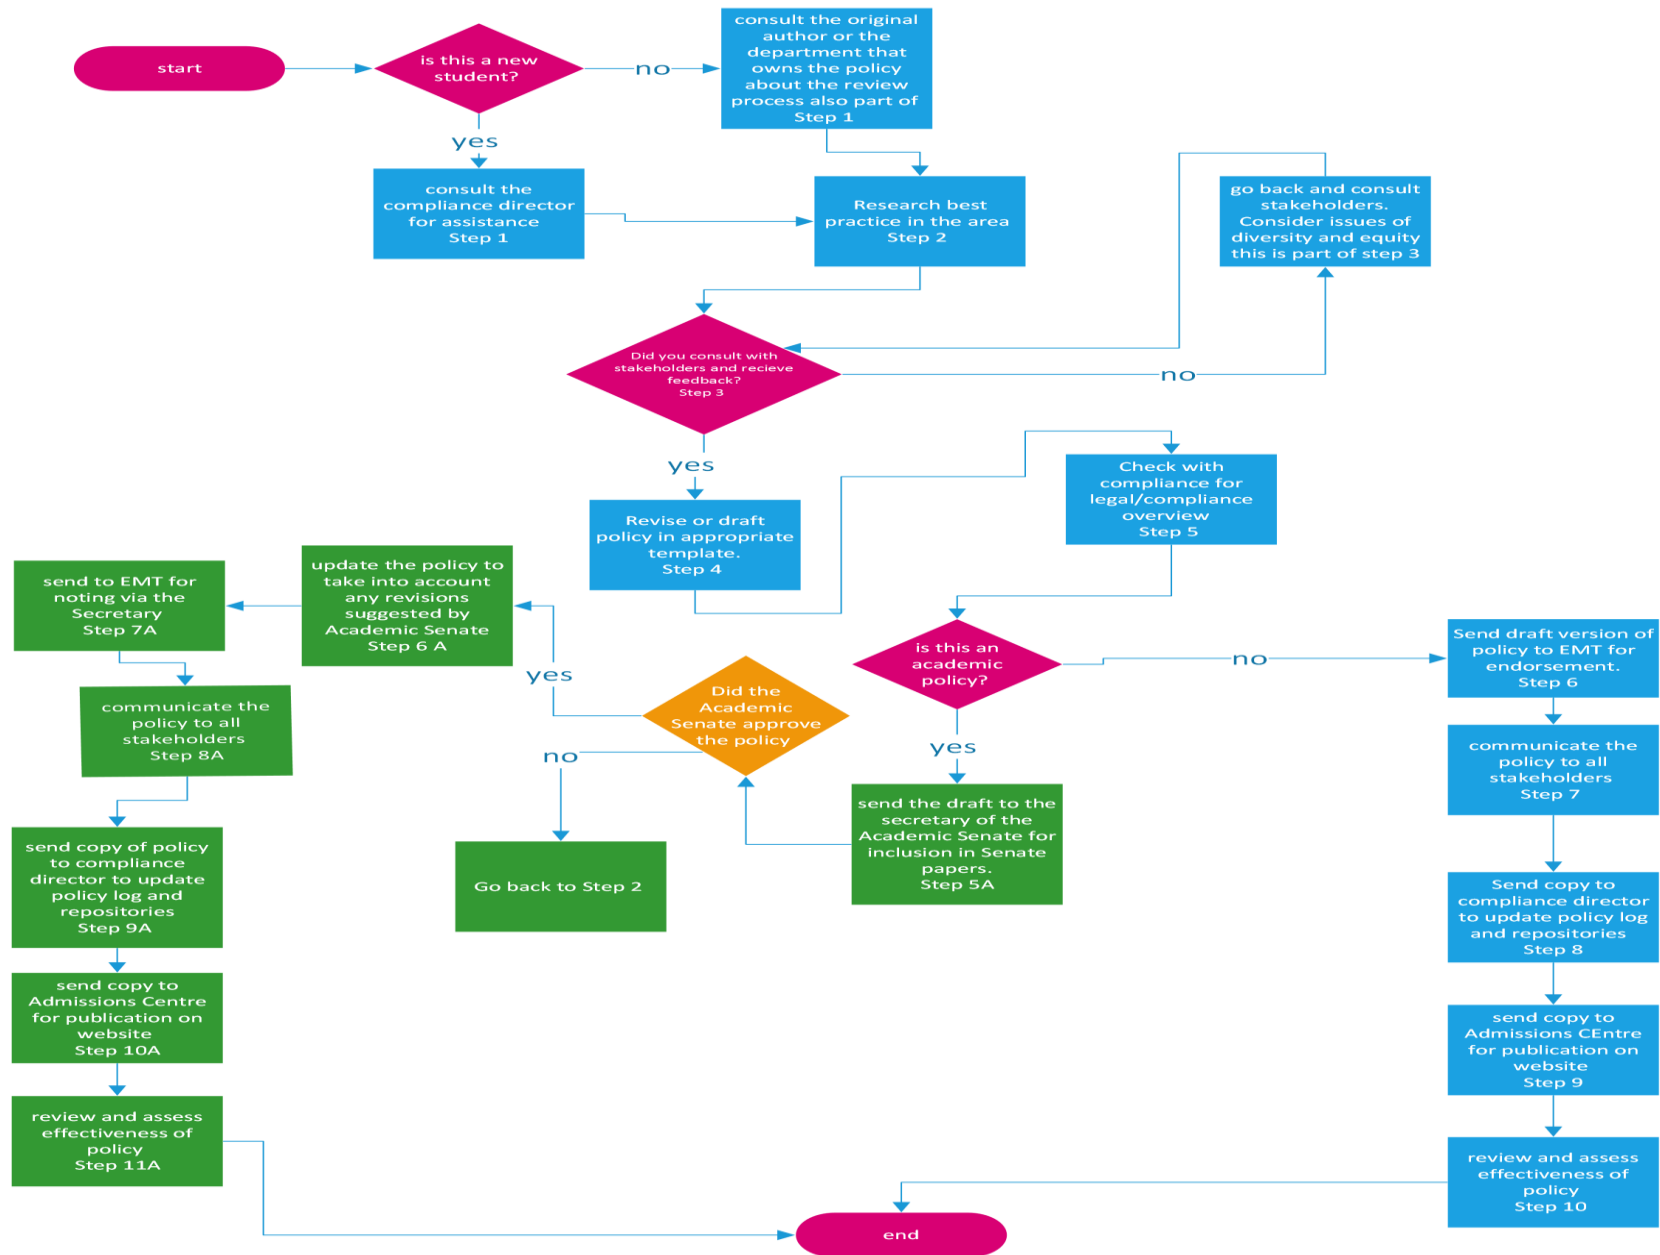 start
is this a new
student?
no
consult the original
author or the
department that
owns the policy
about the review
process also part of
Step 1
yes
consult the
compliance director
for assistance
Step 1
Research best
practice in the area
Step 2
go back and consult
stakeholders.
Consider issues of
diversity and equity
this is part of step 3
Did you consult with
stakeholders and recieve
feedback?
Step 3
no
yes
Revise or draft
policy in appropriate
template.
Step 4
Check with
compliance for
legal/compliance
overview
Step 5
is this an
academic
policy?
no
Send draft version of
policy to EMT for
endorsement.
Step 6
communicate the
policy to all
stakeholders
Step 7
Send copy to
compliance director
to update policy log
and repositories
Step 8
send copy to
Admissions CEntre
for publication on
website
Step 9
review and assess
effectiveness of
policy
Step 10
yes
send the draft to the
secretary of the
Academic Senate for
inclusion in Senate
papers.
Step 5A
Did the
Academic
Senate approve
the policy
no
Go back to Step 2
yes
update the policy to
take into account
any revisions
suggested by
Academic Senate
Step 6 A
send to EMT for
noting via the
Secretary
Step 7A
communicate the
policy to all
stakeholders
Step 8A
send copy of policy
to compliance
director to update
policy log and
repositories
Step 9A
send copy to
Admissions Centre
for publication on
website
Step 10A
review and assess
effectiveness of
policy
Step 11A
end